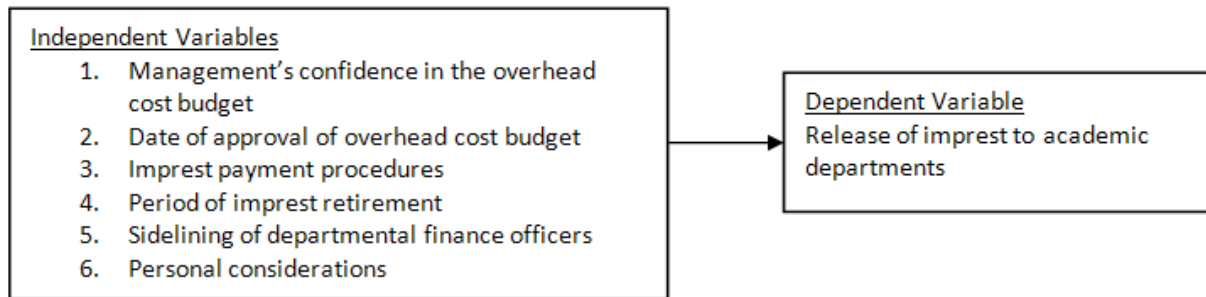 Independent Variables
1. Management’s confidence in the overhead
cost budget
2. Date of approval of overhead cost budget
3. Imprest payment procedures
4. Period of imprest retirement
5. Sidelining of departmental finance officers
6. Personal considerations
Dependent Variable
Release of imprest to academic
departments